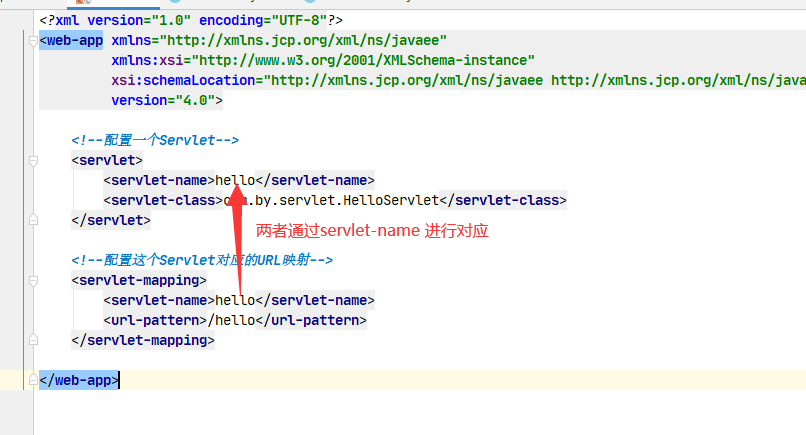 <?xml version="1.0" encoding="UTF-8"?>
<web-app xmlns="http://xmlns.jcp.org/xml/ns/javaee"
xmlns:xsi="http://www.w3.org/2001/XMLSchema-instance"
xsi:schemaLocation="http://xmlns.jcp.org/xml/ns/javaee http://xmlns.jcp.org/xml/ns/java
version="4.0">
<!--配置一个Servlet-->
<servlet>
<servlet-name>hello</servlet-name>
<servlet-class>com.by.servlet.HelloServlet</servlet-class>
</servlet>
两者通过servlet-name 进行对应
<!--配置这个Servlet对应的URL映射-->
<servlet-mapping>
<servlet-name>hello</servlet-name>
<url-pattern>/hello</url-pattern>
</servlet-mapping>
</web-app>